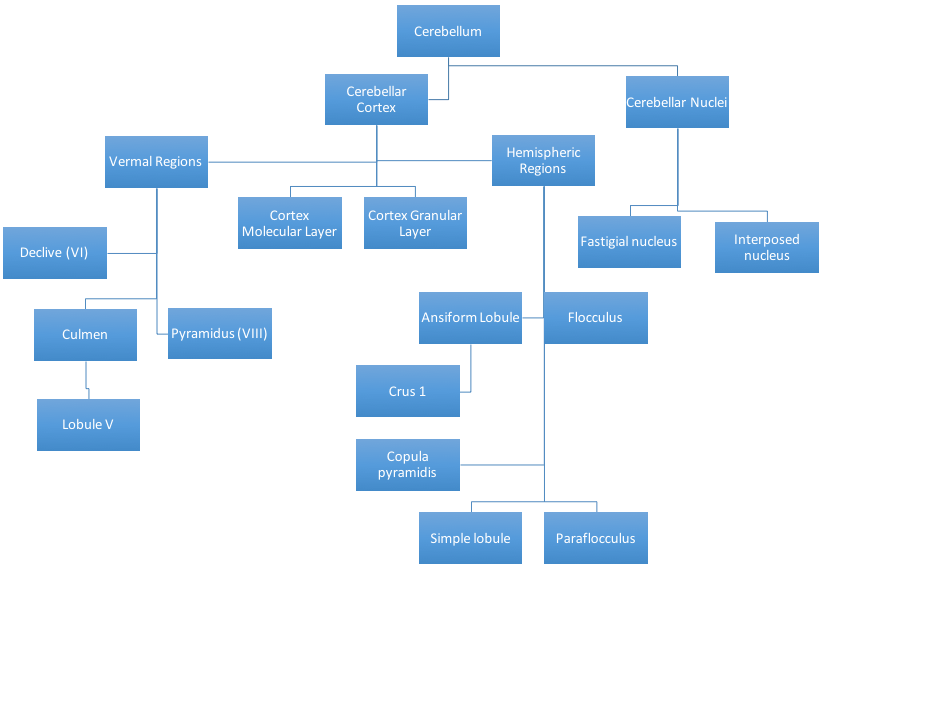 Cerebellum
Cerebellar
Cortex
Cerebellar Nuclei
Vermal Regions
Hemispheric
Regions
Cortex
Molecular Layer
Cortex Granular
Layer
Declive (VI)
Fastigial nucleus
Interposed
nucleus
Culmen
Pyramidus (VIII)
Ansiform Lobule
Flocculus
Crus 1
Lobule V
Copula
pyramidis
Simple lobule
Paraflocculus